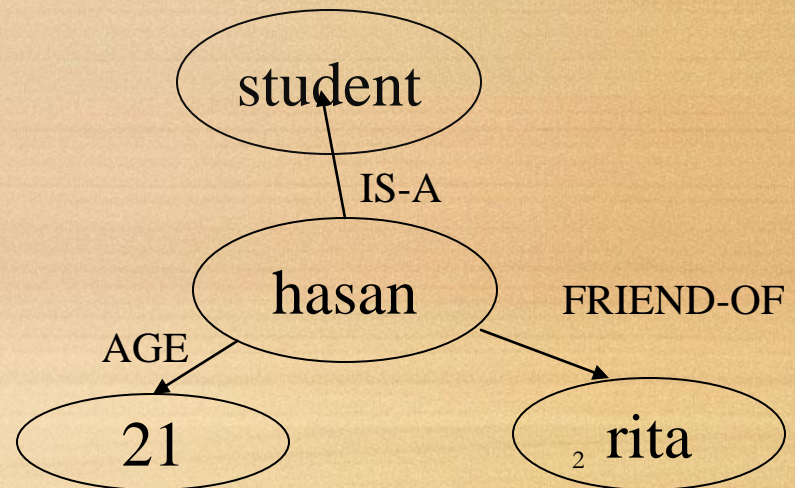 student
IS-A
hasan
FRIEND-OF
AGE
21
2
rita